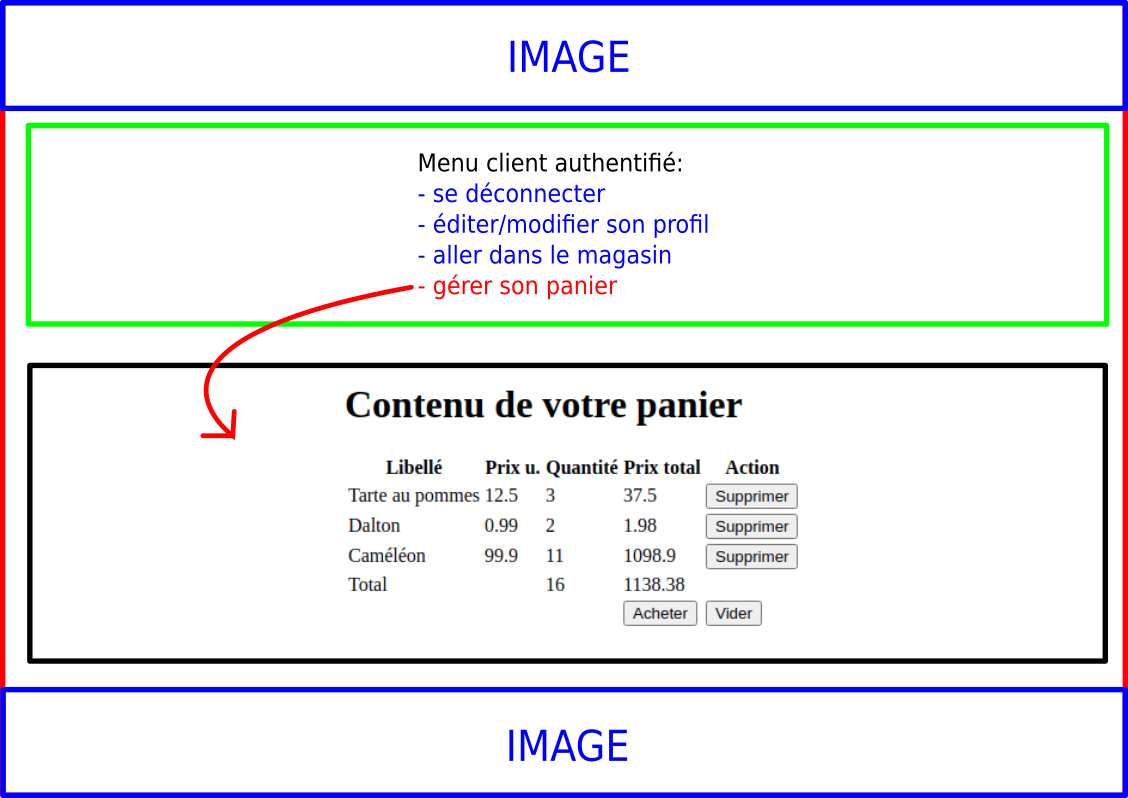 IMAGE
Menu client authentifié:
- se déconnecter
- éditer/modifier son profil
- aller dans le magasin
- gérer son panier
Contenu de votre panier
Libellé Prix u. Quantité Prix total Action
Tarte au pommes 12.5 3 37.5 Supprimer
Dalton 0.99 2 1.98 Supprimer
Caméléon 99.9 11 1098.9 Supprimer
Total 16 1138.38
Acheter Vider
IMAGE